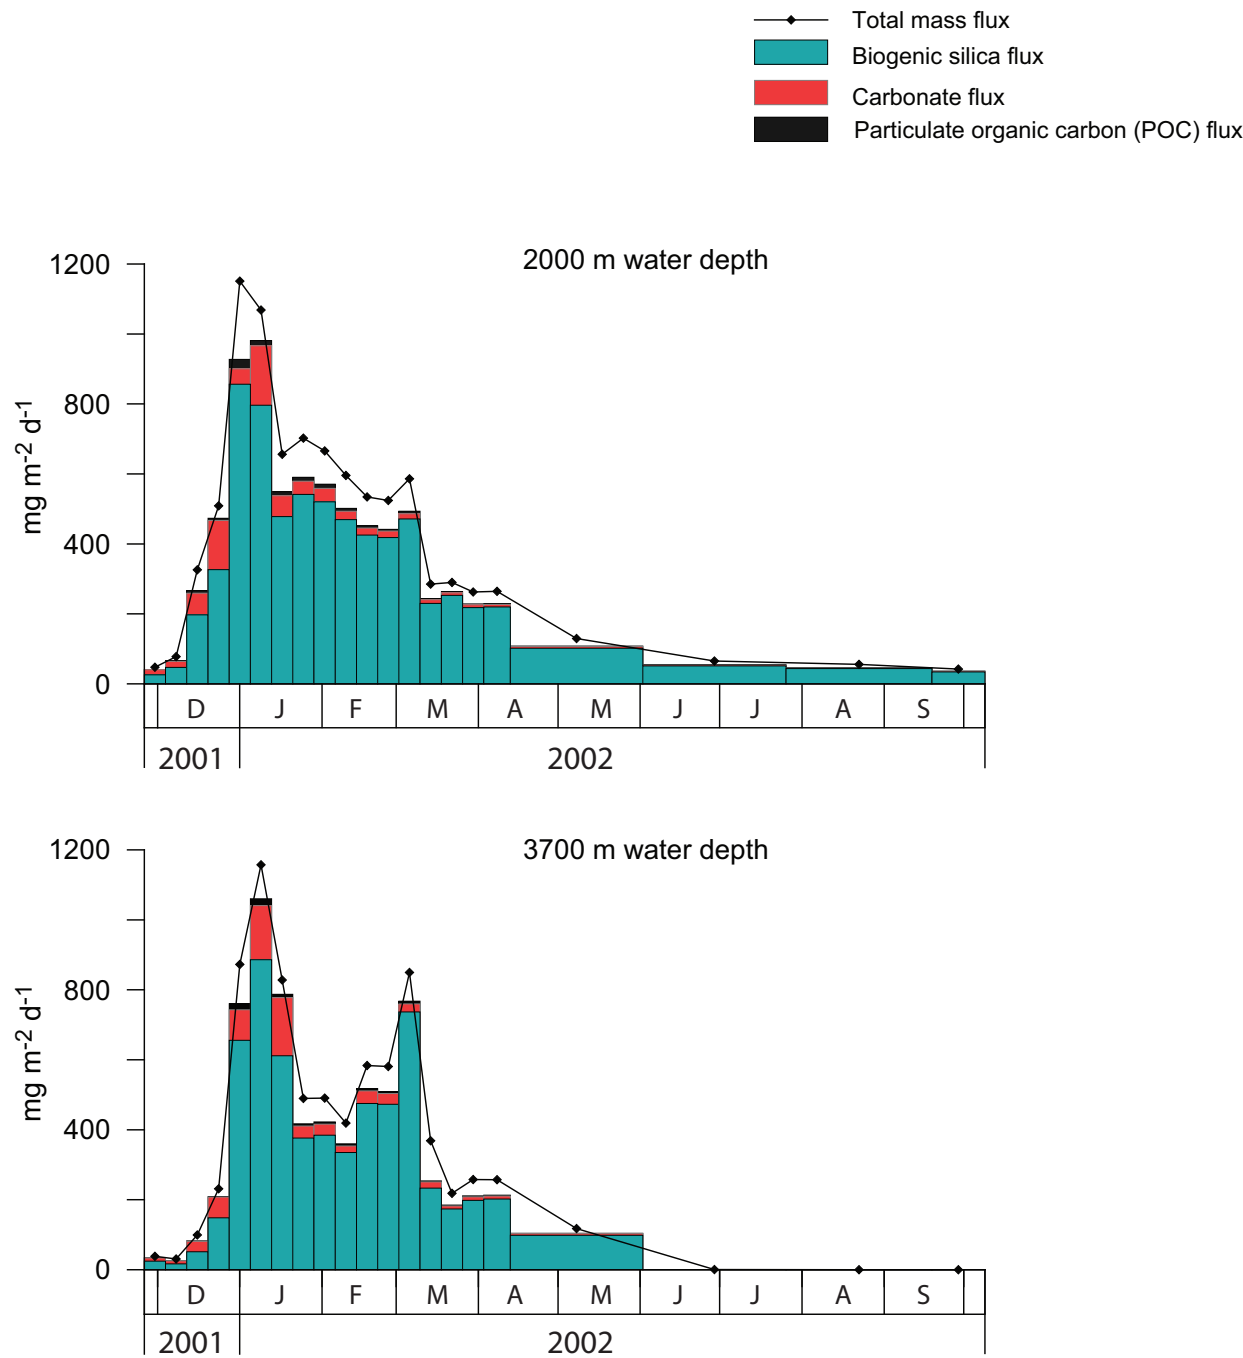 Total mass flux
Biogenic silica flux
Carbonate flux
Particulate organic carbon (POC) flux
2000 m water depth
1200
800
400
0
mg m-2 d-1
D J F M A M J J A S
2001 2002
3700 m water depth
1200
800
400
0
mg m-2 d-1
D J F M A M J J A S
2001 2002